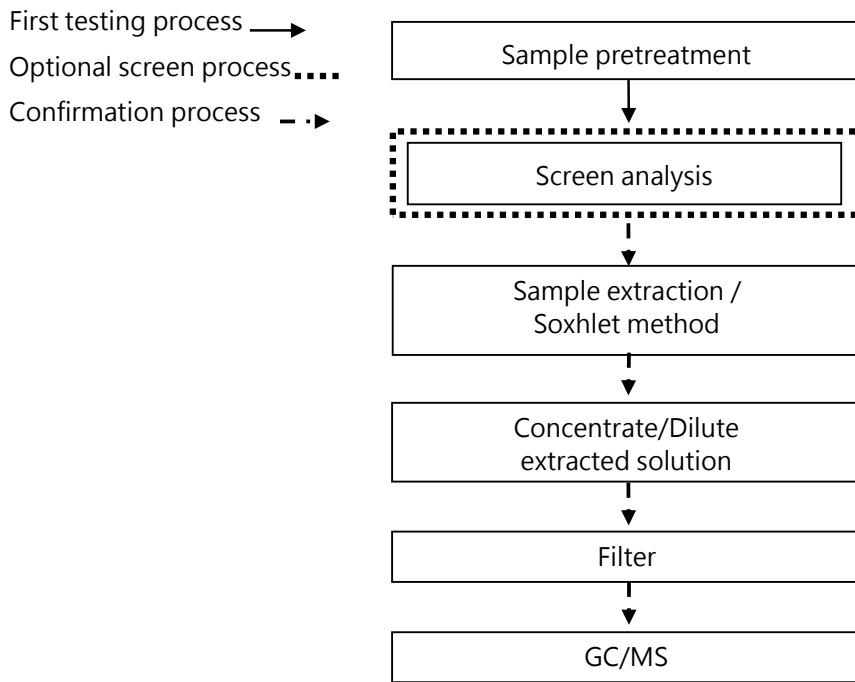 First testing process
Optional screen process
Confirmation process
Sample pretreatment
Screen analysis
Sample extraction /
Soxhlet method
Concentrate/Dilute
extracted solution
Filter
GC/MS